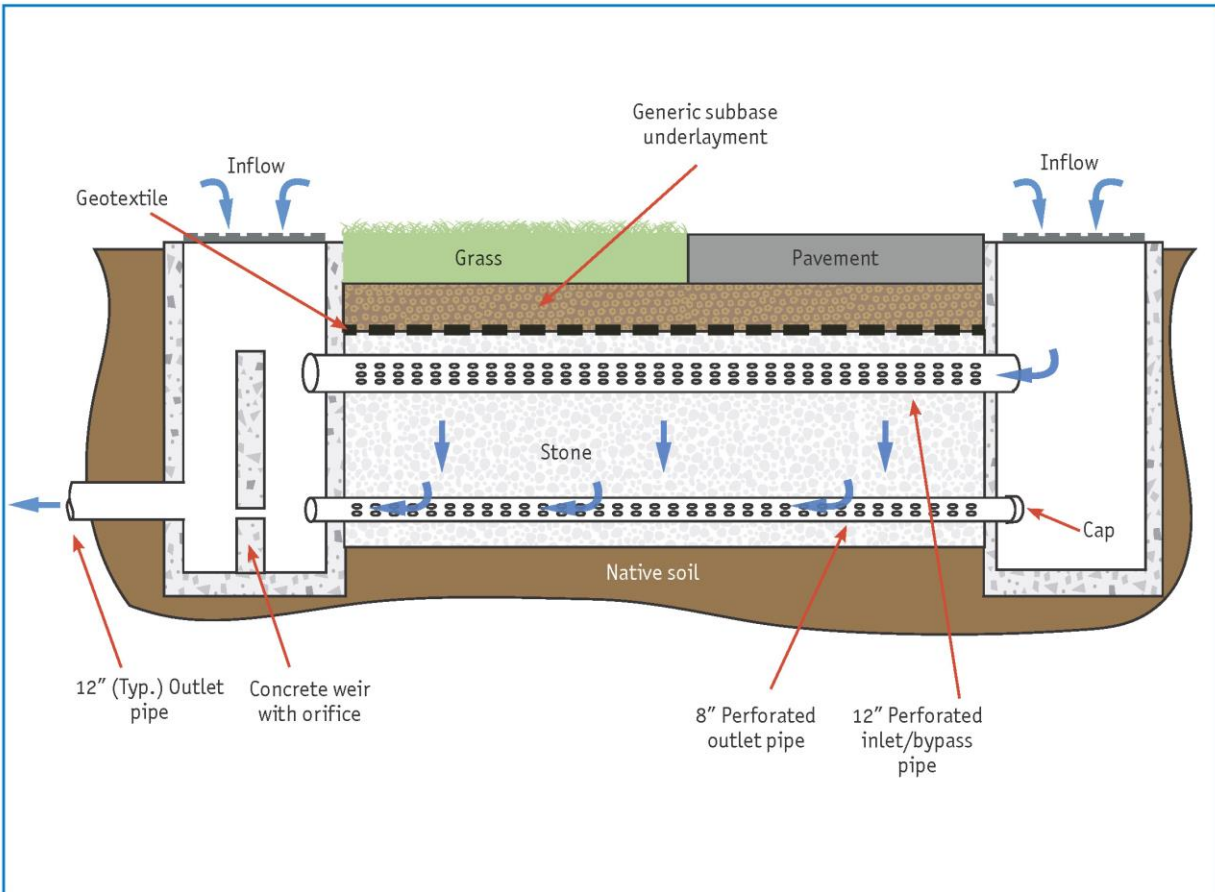 Generic subbase
underlayment
Inflow
Inflow
Geotextile
Grass
Pavement
Stone
Cap
Native soil
12” (Typ.) Outlet
pipe
Concrete weir
with orifice
8” Perforated
outlet pipe
12” Perforated
inlet/bypass
pipe